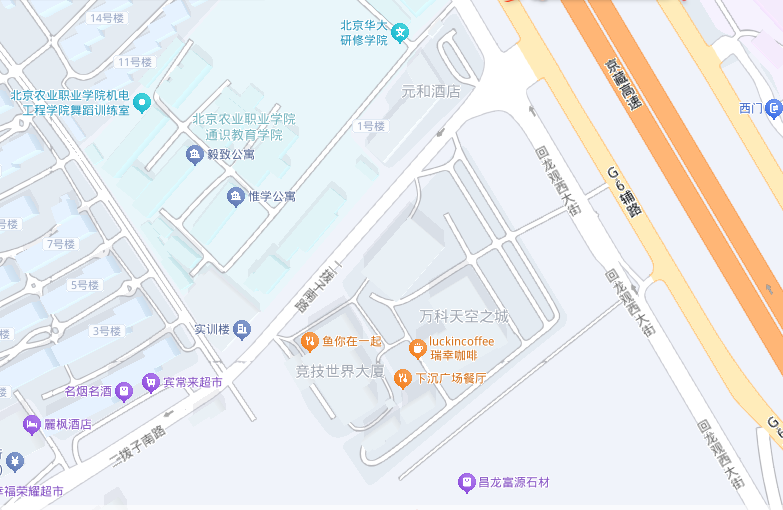 14号楼
北京华大
研修学院
11号楼
京藏高速
北京农业职业学院机电
工程学院舞蹈训练室
元和酒店
西门
北京农业职业学院
通识教育学院
1号楼
毅致公寓
回龙观西大街
G6辅路
惟学公寓
号楼
7号楼
二拨子南路
回龙观西大街
5号楼
万科天空之城
3号楼
实训楼
鱼你在一起
luckincoffee
瑞幸咖啡
竞技世界大厦
下沉广场餐厅
宾常来超市
名烟名酒
麗枫酒店
二拨子南路
回龙观西大街
G6
昌龙富源石材
幸福荣耀超市